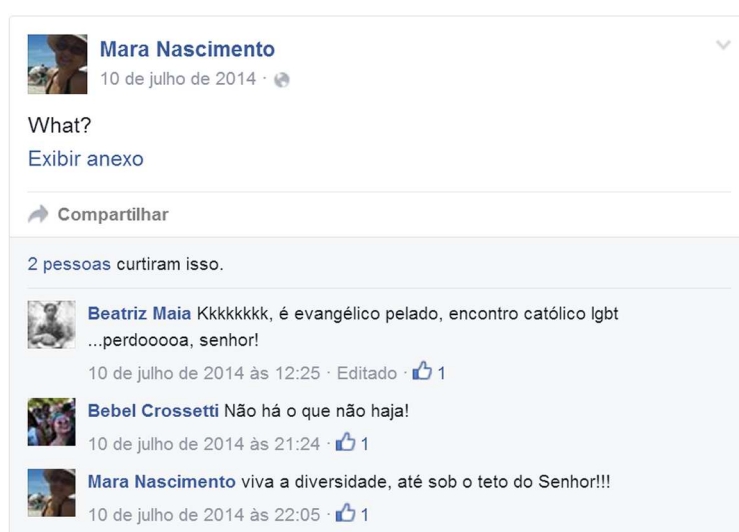 Mara Nascimento
10 de julho de 2014 ·
What?
Exibir anexo
Compartilhar
2 pessoas curtiram isso.
Beatriz Maia Kkkkkkkk, é evangélico pelado, encontro católico lgbt
...perdooooa, senhor!
10 de julho de 2014 às 12:25 · Editado · 1
Bebel Crossetti Não há o que não haja!
10 de julho de 2014 às 21:24 · 1
Mara Nascimento viva a diversidade, até sob o teto do Senhor!!!
10 de julho de 2014 às 22:05 · 1